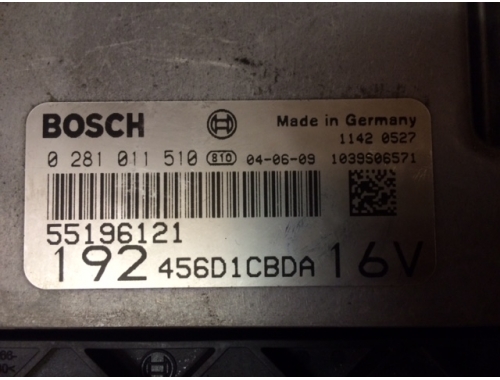 BOSCH Made in Germany
1142 0527
0 281 011 510 810 04-06-09 1039S06571
55196121
192 456D1CBDA 16V